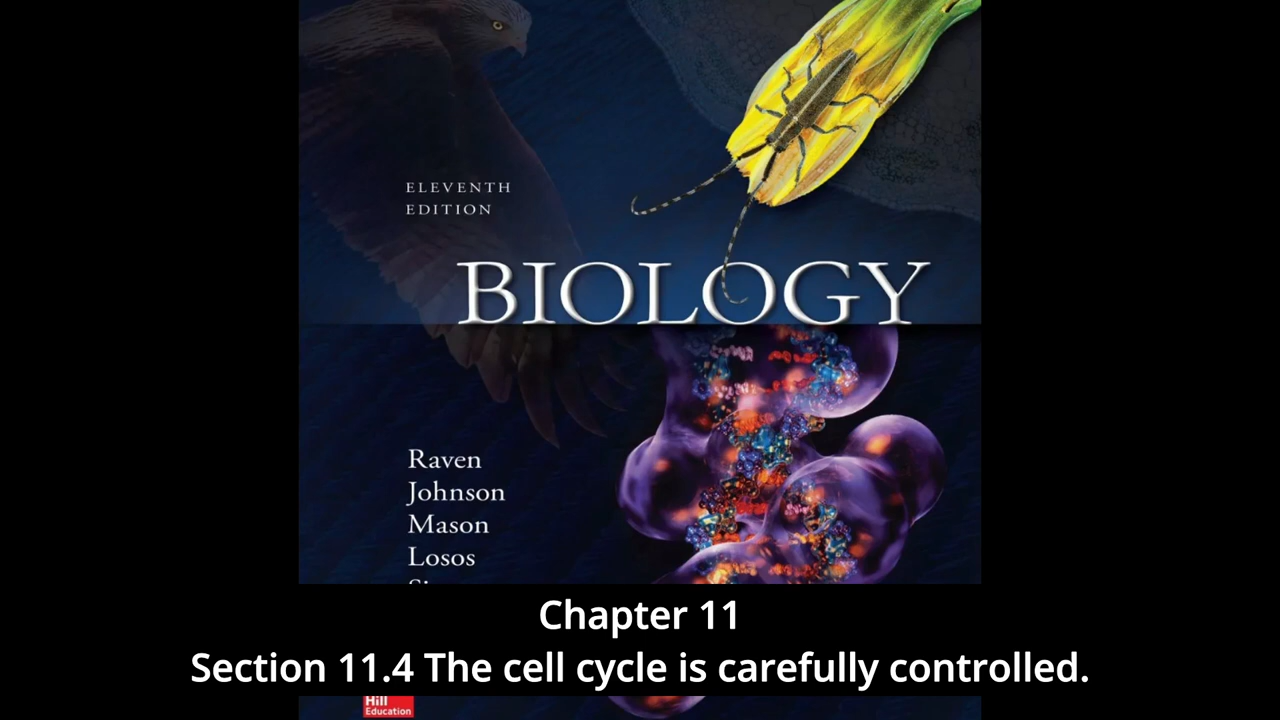 ELEVENTH
EDITION
BIOLOGY
Raven
Johnson
Mason
Losos
Chapter 11
Section 11.4 The cell cycle is carefully controlled.
Hill
Education